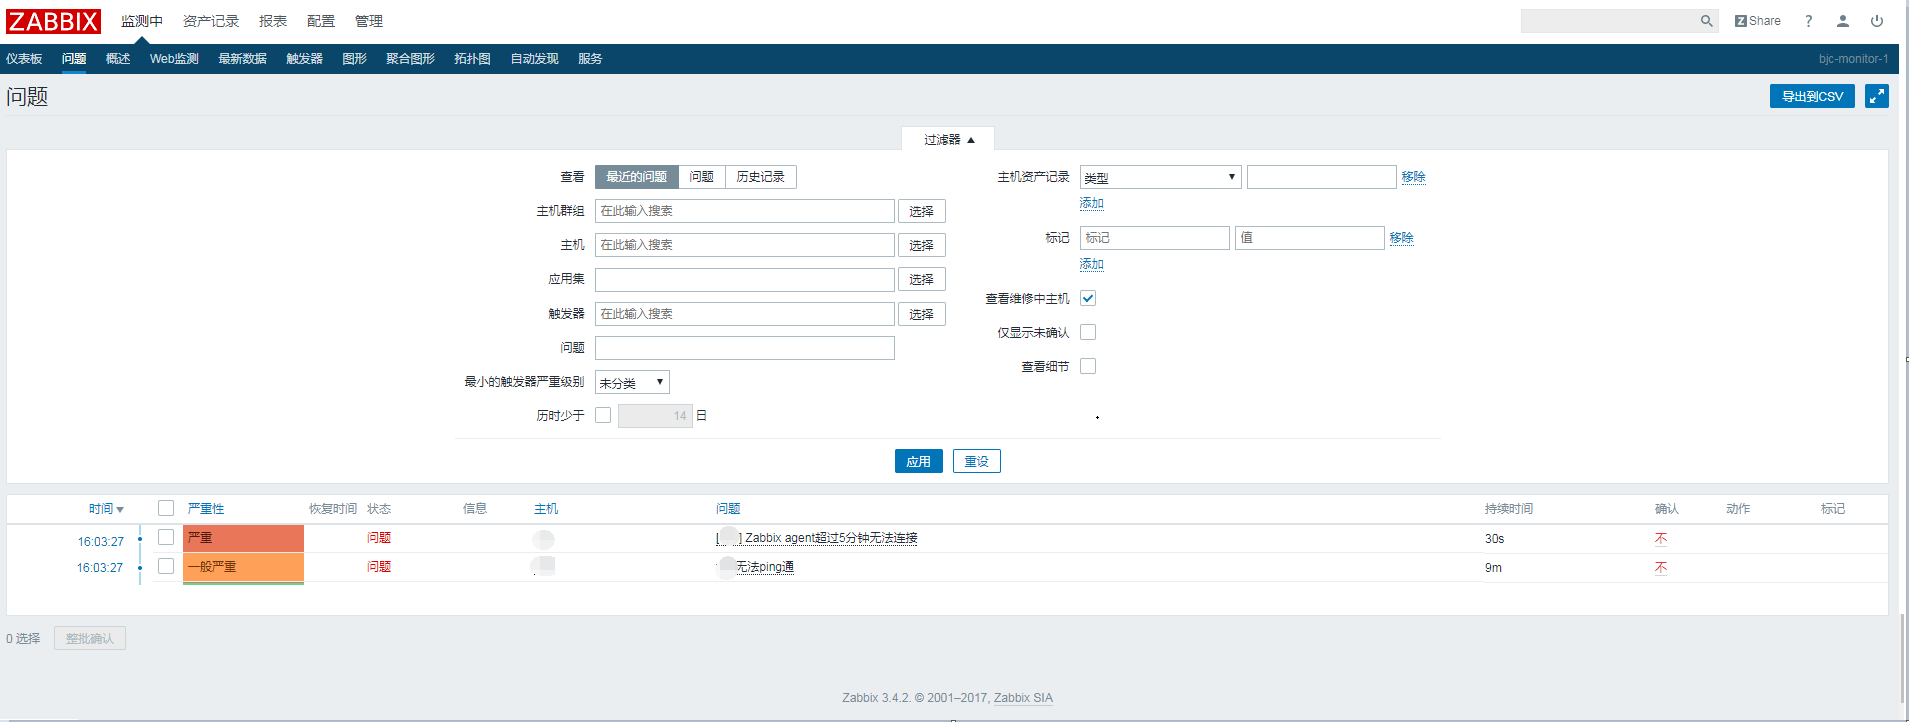 ZABBIX 监测中 资产记录 报表 配置 管理 Z Share ?
仪表板 问题 概述 Web监测 最新数据 触发器 图形 聚合图形 拓扑图 自动发现 服务 bjc-monitor-1
问题 导出到CSV
过滤器
查看 最近的问题 问题 历史记录 主机资产记录 类型 移除
添加
主机群组 在此输入搜索 选择
标记 标记 值 移除
主机 在此输入搜索 选择
添加
应用集 选择
查看维修中主机
触发器 在此输入搜索 选择
仅显示未确认
问题
查看细节
最小的触发器严重级别 未分类
历时少于 14 日
应用 重设
时间 严重性 恢复时间 状态 信息 主机 问题 持续时间 确认 动作 标记
16:03:27 严重 问题 [ ] Zabbix agent超过5分钟无法连接 30s 不
16:03:27 一般严重 问题 无法ping通 9m 不
0 选择 整批确认
Zabbix 3.4.2. © 2001–2017, Zabbix SIA